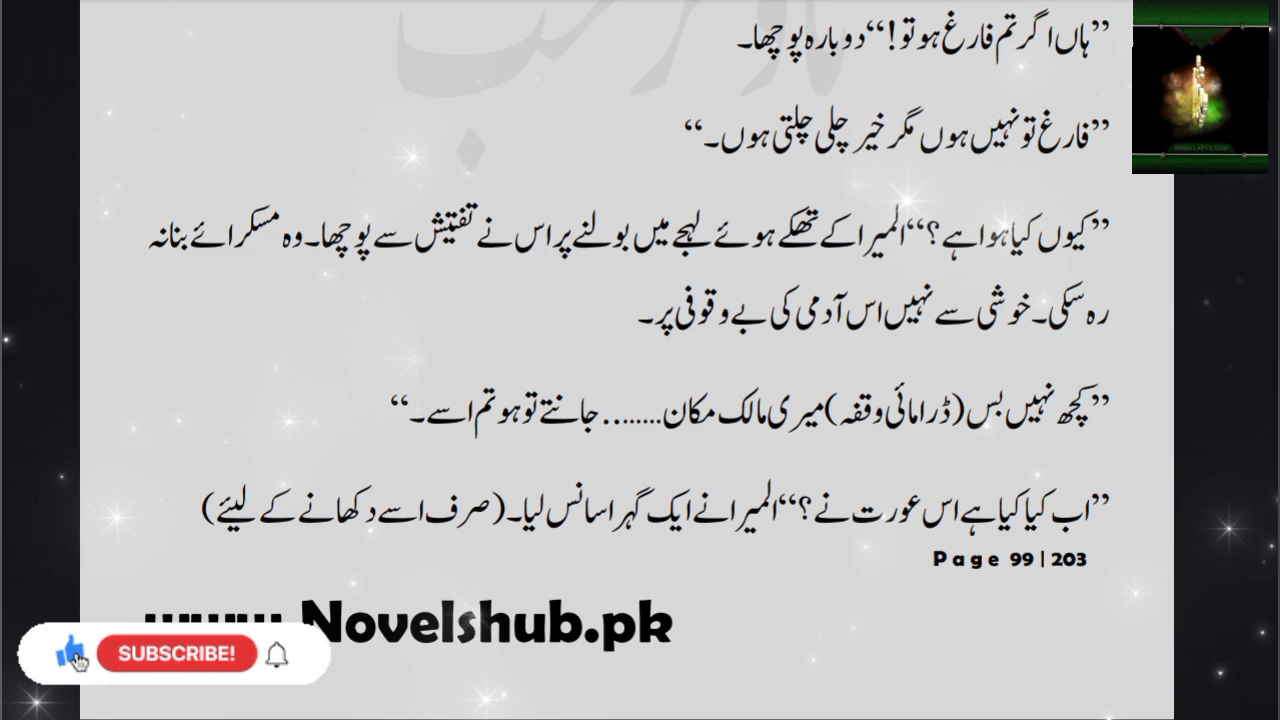 ”ہاں اگر تم فارغ ہو تو!“ دوبارہ پوچھا۔
”فارغ تو نہیں ہوں مگر خیر چلی چلتی ہوں۔“
”کیوں کیا ہوا ہے؟“ المیرا کے تھکے ہوئے لہجے میں بولنے پر اس نے تفتیش سے پوچھا۔ وہ مسکرائے بنا نہ
رہ سکی۔ خوشی سے نہیں اس آدمی کی بے وقوفی پر۔
”کچھ نہیں بس (ڈرامائی وقفہ) میری مالک مکان......... جانتے تو ہو تم اسے۔“
”اب کیا کیا ہے اس عورت نے؟“ المیرا نے ایک گہرا سانس لیا۔ (صرف اسے دکھانے کے لیئے)
Page 99 | 203
www.Novelshub.pk
SUBSCRIBE!
WWW.LAFYS.COM